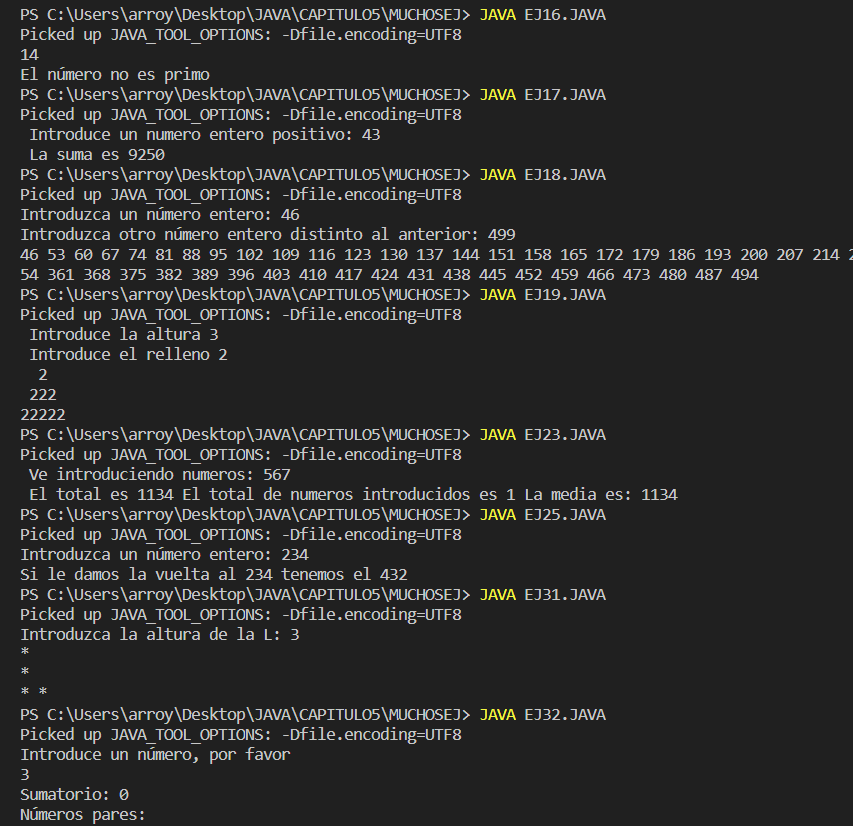 PS C:\Users\arroy\Desktop\JAVA\CAPITULO5\MUCHOSEJ> JAVA EJ16.JAVA
Picked up JAVA_TOOL_OPTIONS: -Dfile.encoding=UTF8
14
El número no es primo
PS C:\Users\arroy\Desktop\JAVA\CAPITULO5\MUCHOSEJ> JAVA EJ17.JAVA
Picked up JAVA_TOOL_OPTIONS: -Dfile.encoding=UTF8
 Introduce un numero entero positivo: 43
 La suma es 9250
PS C:\Users\arroy\Desktop\JAVA\CAPITULO5\MUCHOSEJ> JAVA EJ18.JAVA
Picked up JAVA_TOOL_OPTIONS: -Dfile.encoding=UTF8
Introduzca un número entero: 46
Introduzca otro número entero distinto al anterior: 499
46 53 60 67 74 81 88 95 102 109 116 123 130 137 144 151 158 165 172 179 186 193 200 207 214
54 361 368 375 382 389 396 403 410 417 424 431 438 445 452 459 466 473 480 487 494
PS C:\Users\arroy\Desktop\JAVA\CAPITULO5\MUCHOSEJ> JAVA EJ19.JAVA
Picked up JAVA_TOOL_OPTIONS: -Dfile.encoding=UTF8
 Introduce la altura 3
 Introduce el relleno 2
  2
 222
22222
PS C:\Users\arroy\Desktop\JAVA\CAPITULO5\MUCHOSEJ> JAVA EJ23.JAVA
Picked up JAVA_TOOL_OPTIONS: -Dfile.encoding=UTF8
 Ve introduciendo numeros: 567
 El total es 1134 El total de numeros introducidos es 1 La media es: 1134
PS C:\Users\arroy\Desktop\JAVA\CAPITULO5\MUCHOSEJ> JAVA EJ25.JAVA
Picked up JAVA_TOOL_OPTIONS: -Dfile.encoding=UTF8
Introduzca un número entero: 234
Si le damos la vuelta al 234 tenemos el 432
PS C:\Users\arroy\Desktop\JAVA\CAPITULO5\MUCHOSEJ> JAVA EJ31.JAVA
Picked up JAVA_TOOL_OPTIONS: -Dfile.encoding=UTF8
Introduzca la altura de la L: 3
*
*
* *
PS C:\Users\arroy\Desktop\JAVA\CAPITULO5\MUCHOSEJ> JAVA EJ32.JAVA
Picked up JAVA_TOOL_OPTIONS: -Dfile.encoding=UTF8
Introduce un número, por favor
3
Sumatorio: 0
Números pares: